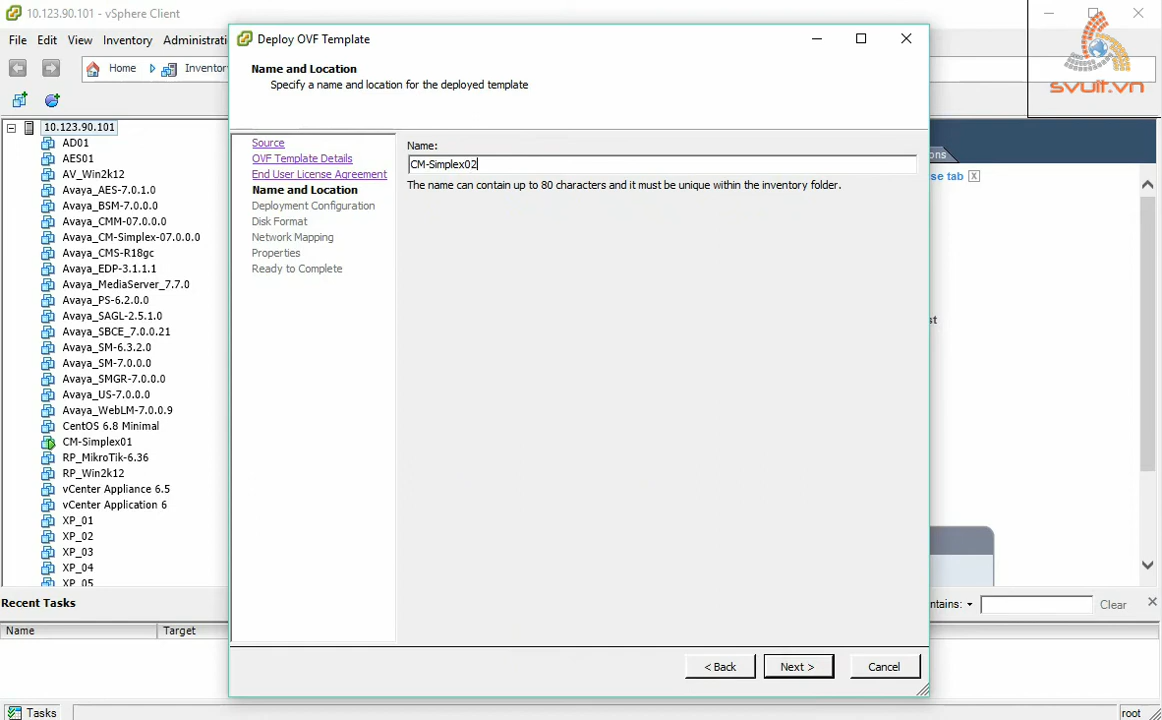 10.123.90.101 - vSphere Client
File Edit View Inventory Administrati
Home Inventor
svuit.vn
10.123.90.101
AD01
AES01
AV_Win2k12
Avaya_AES-7.0.1.0
Avaya_BSM-7.0.0.0
Avaya_CMM-07.0.0.0
Avaya_CM-Simplex-07.0.0.0
Avaya_CMS-R18gc
Avaya_EDP-3.1.1.1
Avaya_MediaServer_7.7.0
Avaya_PS-6.2.0.0
Avaya_SAGL-2.5.1.0
Avaya_SBCE_7.0.0.21
Avaya_SM-6.3.2.0
Avaya_SM-7.0.0.0
Avaya_SMGR-7.0.0.0
Avaya_US-7.0.0.0
Avaya_WebLM-7.0.0.9
CentOS 6.8 Minimal
CM-Simplex01
RP_MikroTik-6.36
RP_Win2k12
vCenter Appliance 6.5
vCenter Application 6
XP_01
XP_02
XP_03
XP_04
XP_05
Deploy OVF Template
Name and Location
Specify a name and location for the deployed template
Source
OVF Template Details
End User License Agreement
Name and Location
Deployment Configuration
Disk Format
Network Mapping
Properties
Ready to Complete
Name:
CM-Simplex02
The name can contain up to 80 characters and it must be unique within the inventory folder.
< Back Next > Cancel
ons
se tab
st
Recent Tasks
ntains: Clear
Name Target
Tasks
root